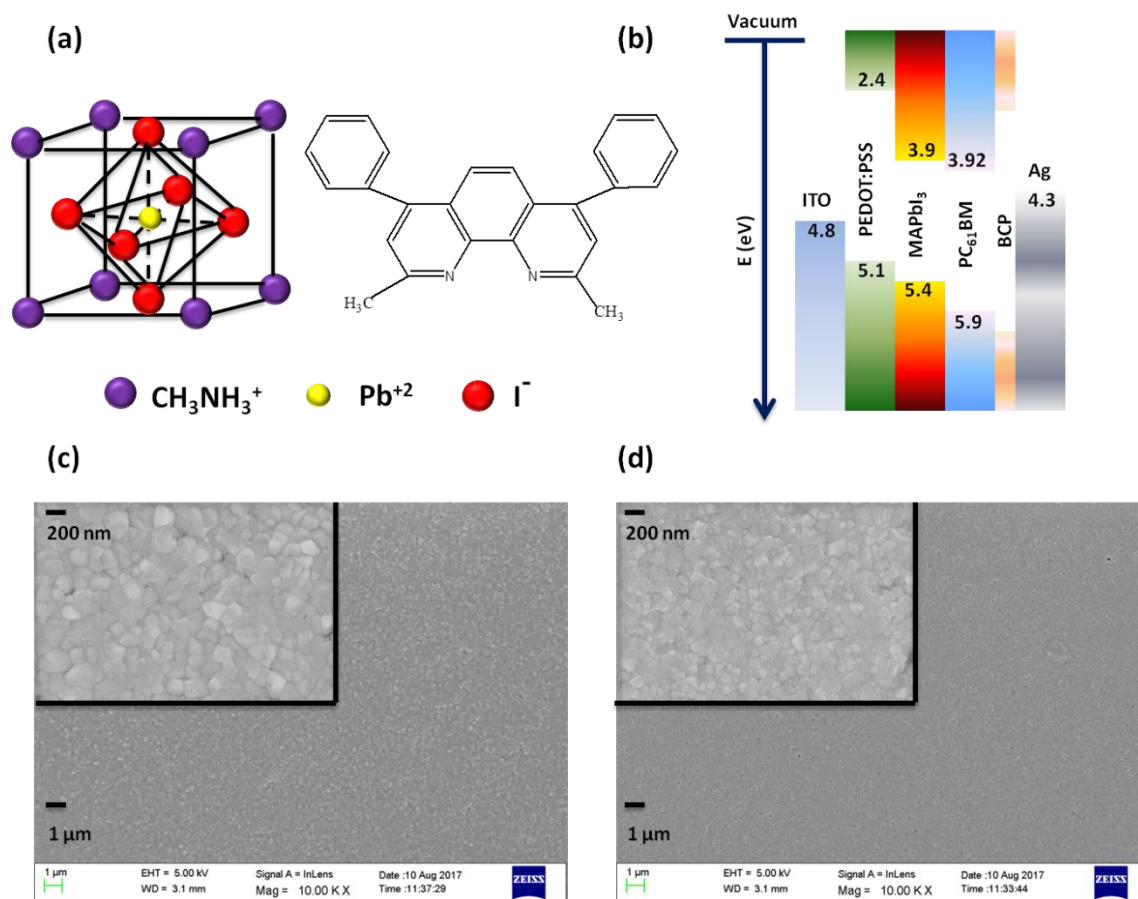 (a)
H₃C
N
N
CH₃
CH₃NH₃⁺
Pb⁺²
I⁻
(b)
Vacuum
E (eV)
ITO
4.8
PEDOT:PSS
2.4
5.1
MAPbI₃
3.9
5.4
PC₆₁BM
3.92
5.9
BCP
Ag
4.3
(c)
200 nm
1 µm
1 µm
EHT = 5.00 kV
WD = 3.1 mm
Signal A = InLens
Mag = 10.00 K X
Date :10 Aug 2017
Time :11:37:29
ZEISS
(d)
200 nm
1 µm
1 µm
EHT = 5.00 kV
WD = 3.1 mm
Signal A = InLens
Mag = 10.00 K X
Date :10 Aug 2017
Time :11:33:44
ZEISS